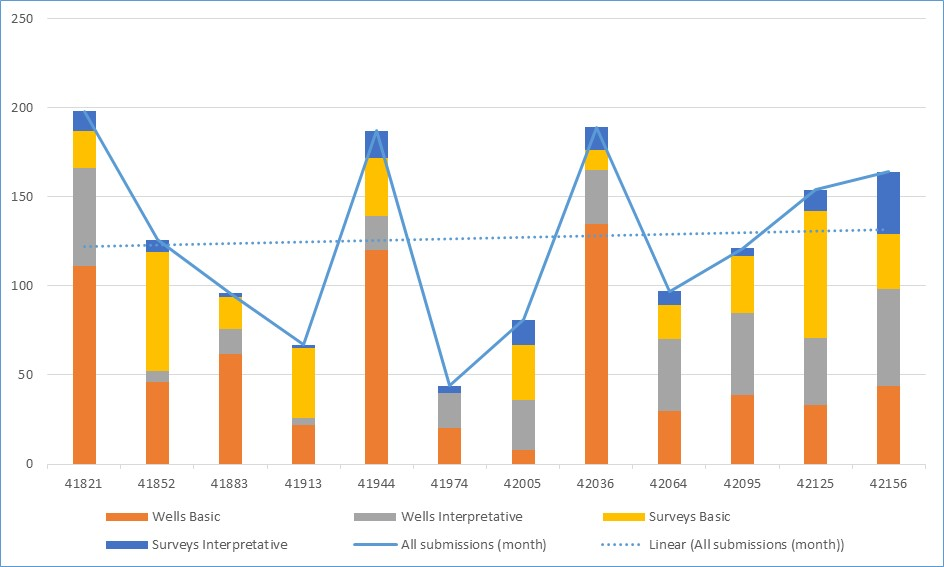 250
200
150
100
50
0
41821 41852 41883 41913 41944 41974 42005 42036 42064 42095 42125 42156
Wells Basic Wells Interpretative Surveys Basic
Surveys Interpretative All submissions (month) Linear (All submissions (month))